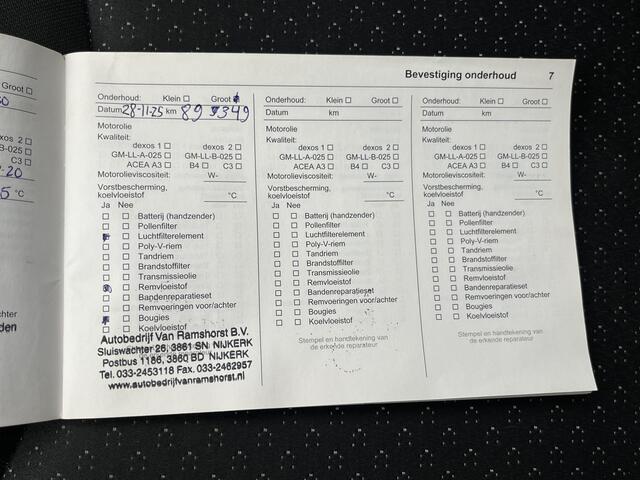 Bevestiging onderhoud 7
Groot
Onderhoud: Klein Groot
Datum 28-11-25 km
Motorolie
Kwaliteit:
dexos 1 dexos 2
GM-LL-A-025 GM-LL-B-025
ACEA A3 B4 C3
Motorolieviscositeit: W-
Vorstbescherming,
koelvloeistof °C
Ja Nee
Batterij (handzender)
Pollenfilter
Luchtfilterelement
Poly-V-riem
Tandriem
Brandstoffilter
Transmissieolie
Remvloeistof
Bandenreparatieset
Remvoeringen voor/achter
Bougies
Koelvloeistof
Autobedrijf Van Ramshorst B.V.
Sluiswachter 26, 3861 SN NIJKERK
Postbus 1186, 3860 BD NIJKERK
Tel. 033-2453118 Fax. 033-2462957
www.autobedrijfvanramshorst.nl
Onderhoud: Klein Groot
Datum km
Motorolie
Kwaliteit:
dexos 1 dexos 2
GM-LL-A-025 GM-LL-B-025
ACEA A3 B4 C3
Motorolieviscositeit: W-
Vorstbescherming,
koelvloeistof °C
Ja Nee
Batterij (handzender)
Pollenfilter
Luchtfilterelement
Poly-V-riem
Tandriem
Brandstoffilter
Transmissieolie
Remvloeistof
Bandenreparatieset
Remvoeringen voor/achter
Bougies
Koelvloeistof
Stempel en handtekening van
de erkende reparateur
Onderhoud: Klein Groot
Datum km
Motorolie
Kwaliteit:
dexos 1 dexos 2
GM-LL-A-025 GM-LL-B-025
ACEA A3 B4 C3
Motorolieviscositeit: W-
Vorstbescherming,
koelvloeistof °C
Ja Nee
Batterij (handzender)
Pollenfilter
Luchtfilterelement
Poly-V-riem
Tandriem
Brandstoffilter
Transmissieolie
Remvloeistof
Bandenreparatieset
Remvoeringen voor/achter
Bougies
Koelvloeistof
Stempel en handtekening van
de erkende reparateur